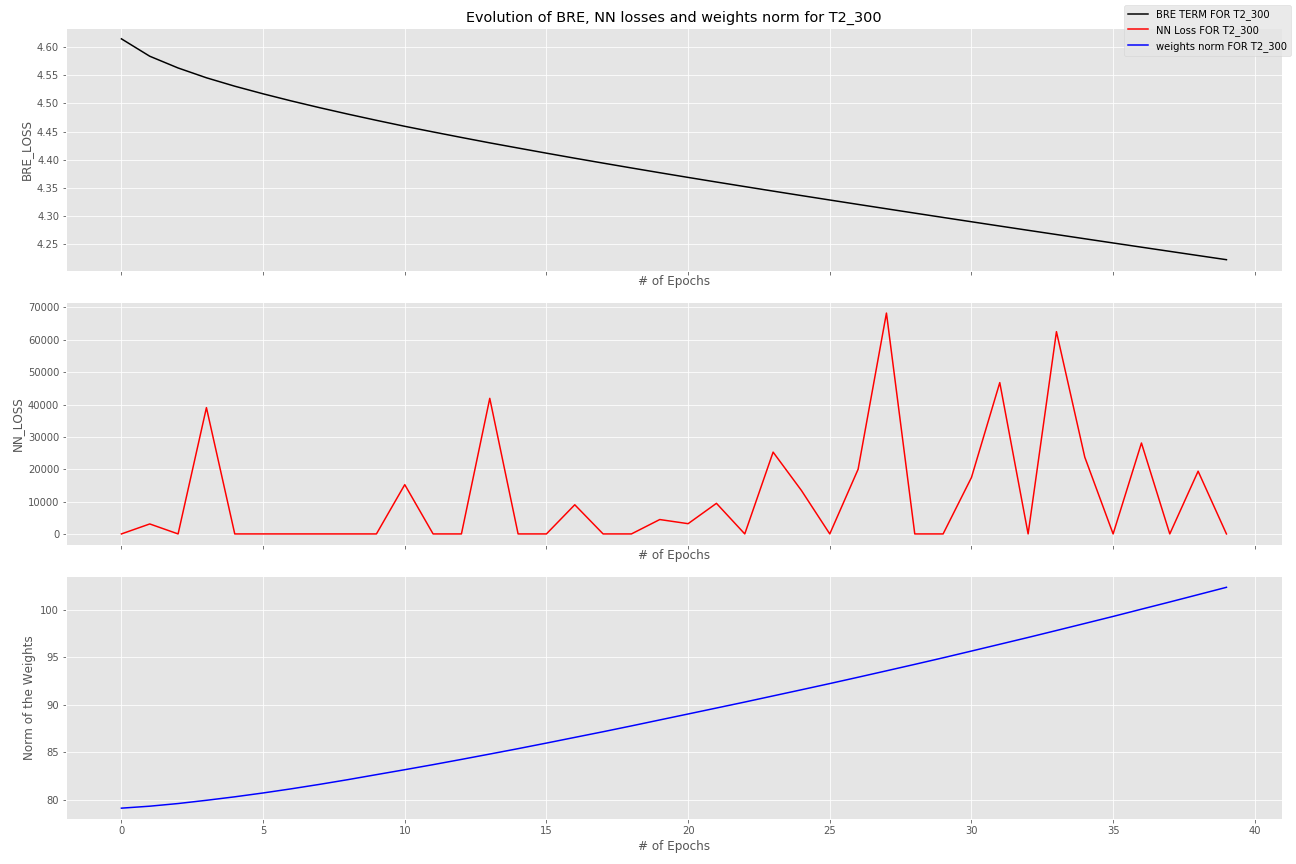 Evolution of BRE, NN losses and weights norm for T2_300
BRE TERM FOR T2_300
NN Loss FOR T2_300
weights norm FOR T2_300
BRE_LOSS
4.60
4.55
4.50
4.45
4.40
4.35
4.30
4.25
# of Epochs
NN_LOSS
70000
60000
50000
40000
30000
20000
10000
0
# of Epochs
Norm of the Weights
100
95
90
85
80
0 5 10 15 20 25 30 35 40
# of Epochs